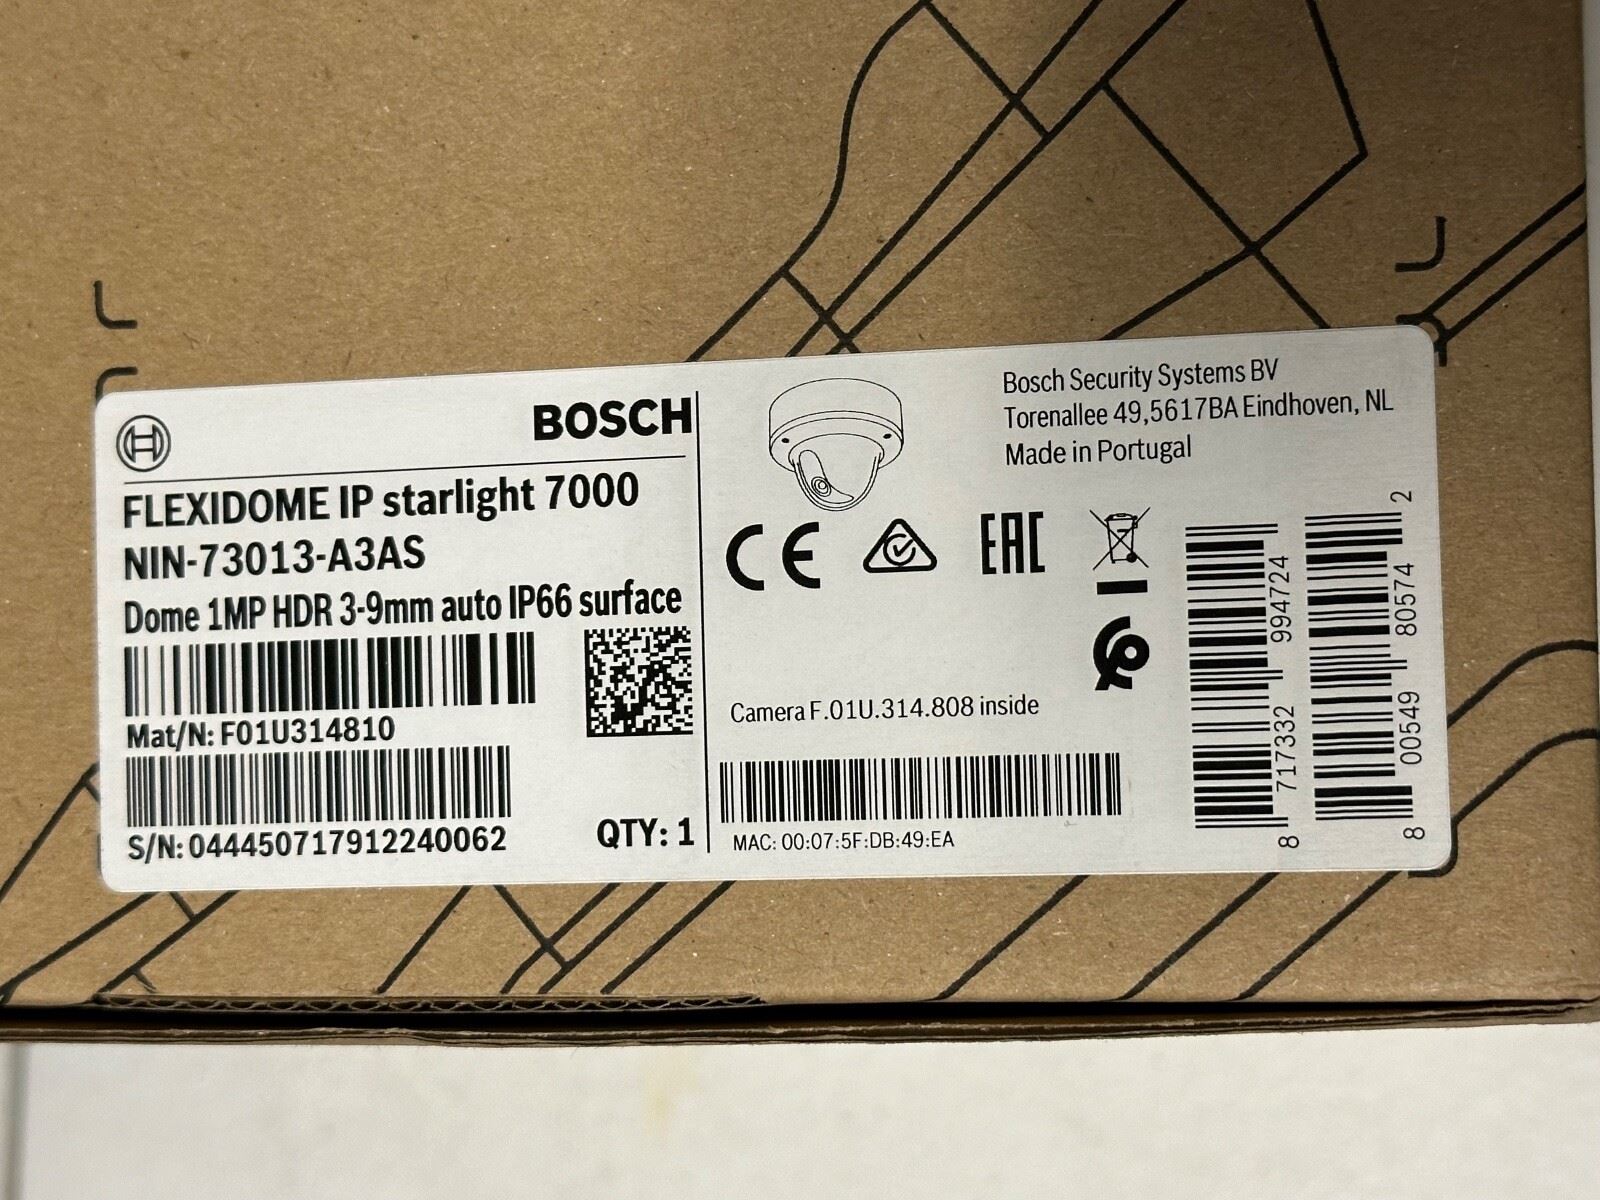 BOSCH
FLEXIDOME IP starlight 7000
NIN-73013-A3AS
Dome 1MP HDR 3-9mm auto IP66 surface
Mat/N: F01U314810
S/N: 044450717912240062
QTY: 1
Bosch Security Systems BV
Torenallee 49,5617BA Eindhoven, NL
Made in Portugal
CE
EAC
Camera F.01U.314.808 inside
MAC: 00:07:5F:DB:49:EA
8 717332 994724
8 00549 80574 2